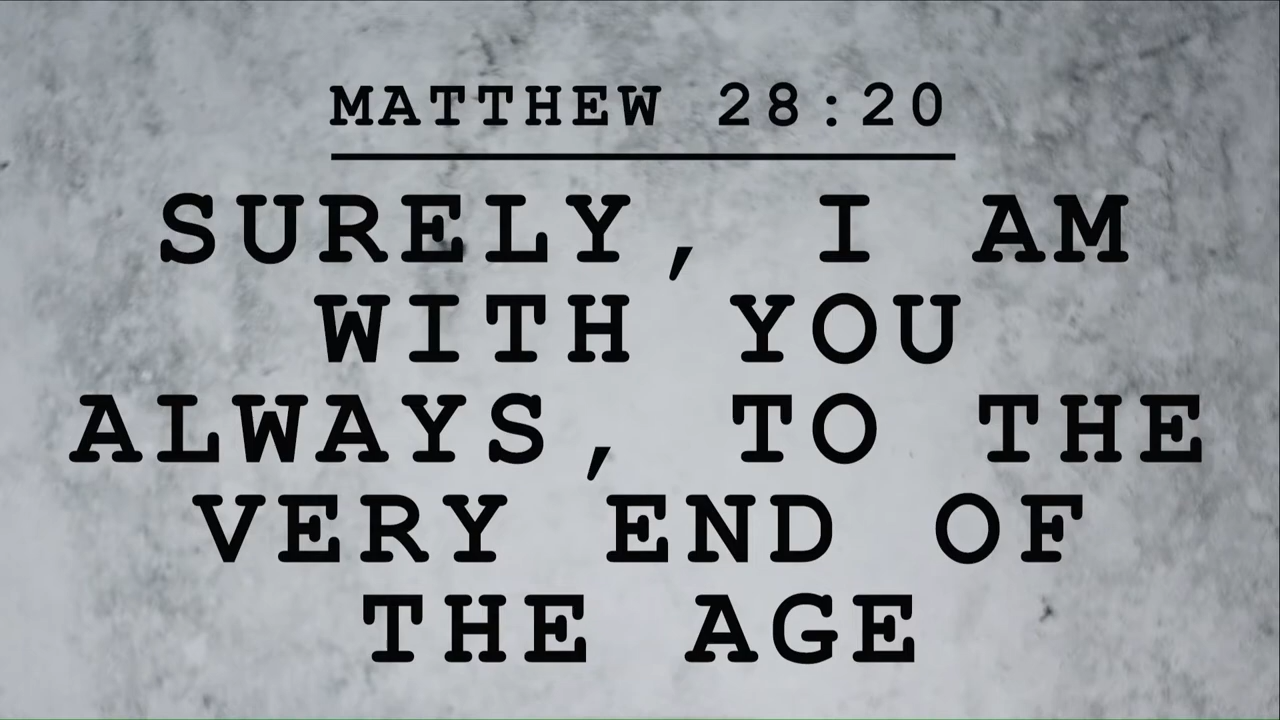 MATTHEW 28:20
SURELY, I AM
WITH YOU
ALWAYS, TO THE
VERY END OF
THE AGE